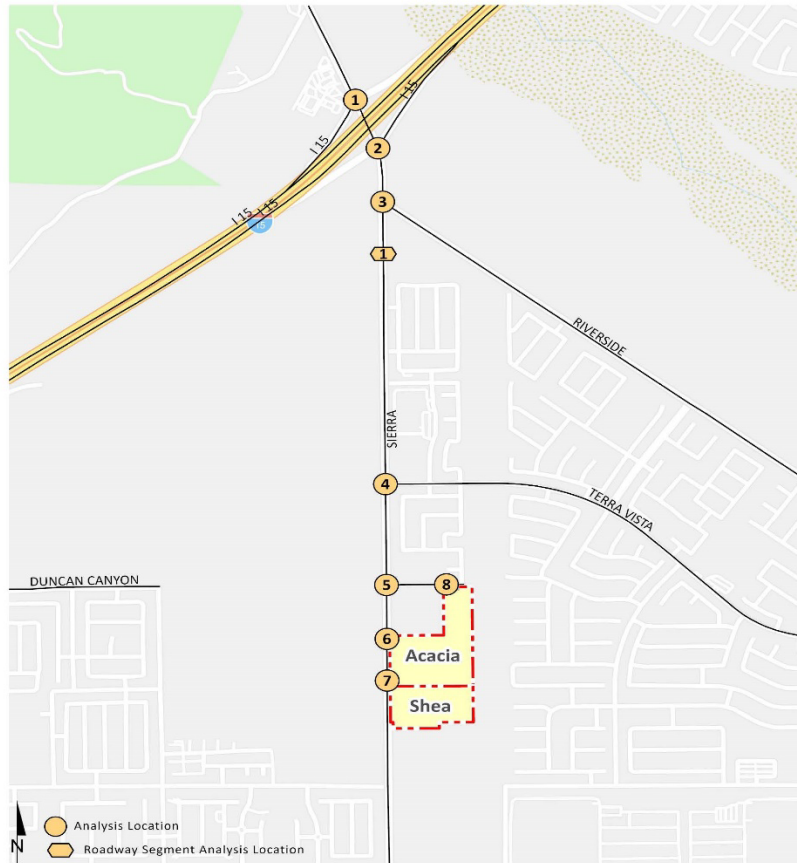 1
I 15
2
I 15
3
I 15
I 15
15
1
RIVERSIDE
SIERRA
4
TERRA VISTA
DUNCAN CANYON
5
8
6
Acacia
7
Shea
N
Analysis Location
Roadway Segment Analysis Location